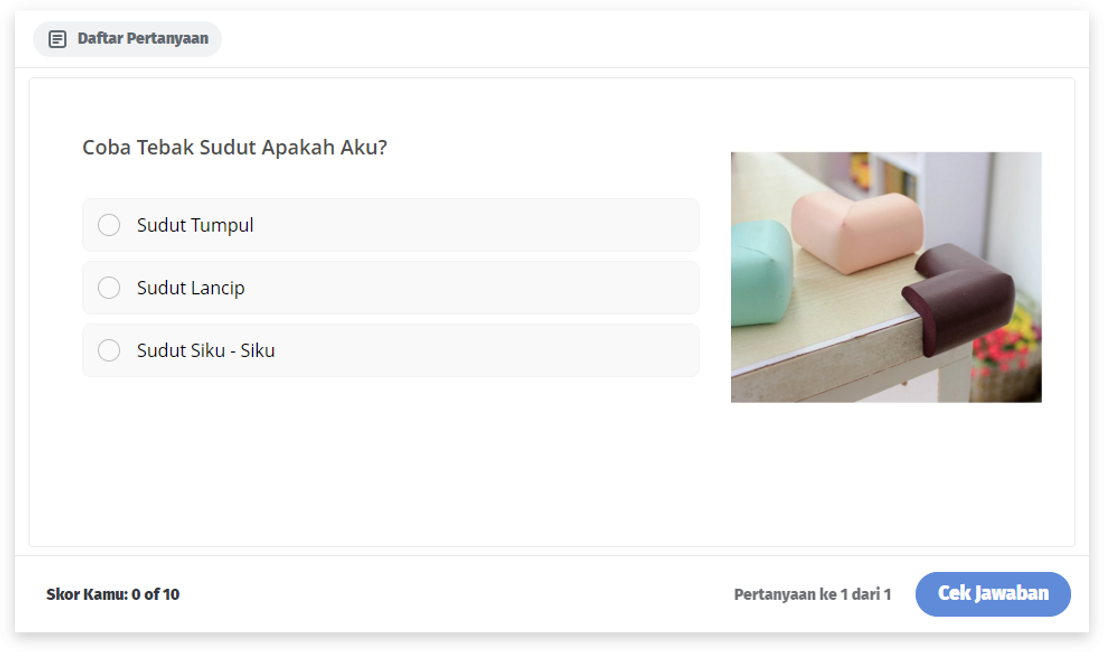 Daftar Pertanyaan
Coba Tebak Sudut Apakah Aku?
Sudut Tumpul
Sudut Lancip
Sudut Siku - Siku
Skor Kamu: 0 of 10
Pertanyaan ke 1 dari 1
Cek Jawaban